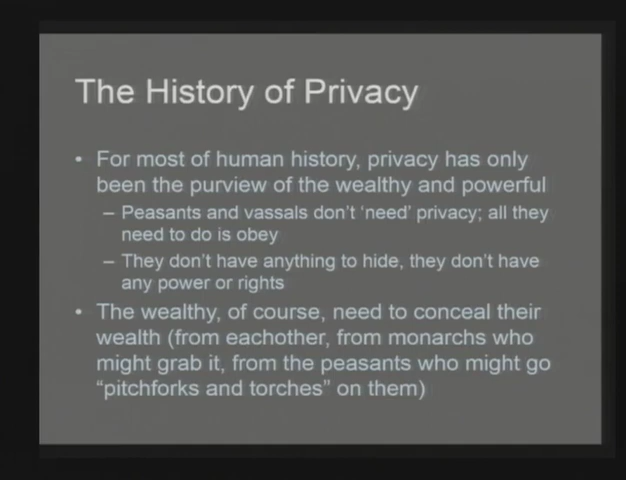 The History of Privacy
• For most of human history, privacy has only
been the purview of the wealthy and powerful
– Peasants and vassals don't 'need' privacy; all they
need to do is obey
– They don't have anything to hide, they don't have
any power or rights
• The wealthy, of course, need to conceal their
wealth (from eachother, from monarchs who
might grab it, from the peasants who might go
“pitchforks and torches” on them)